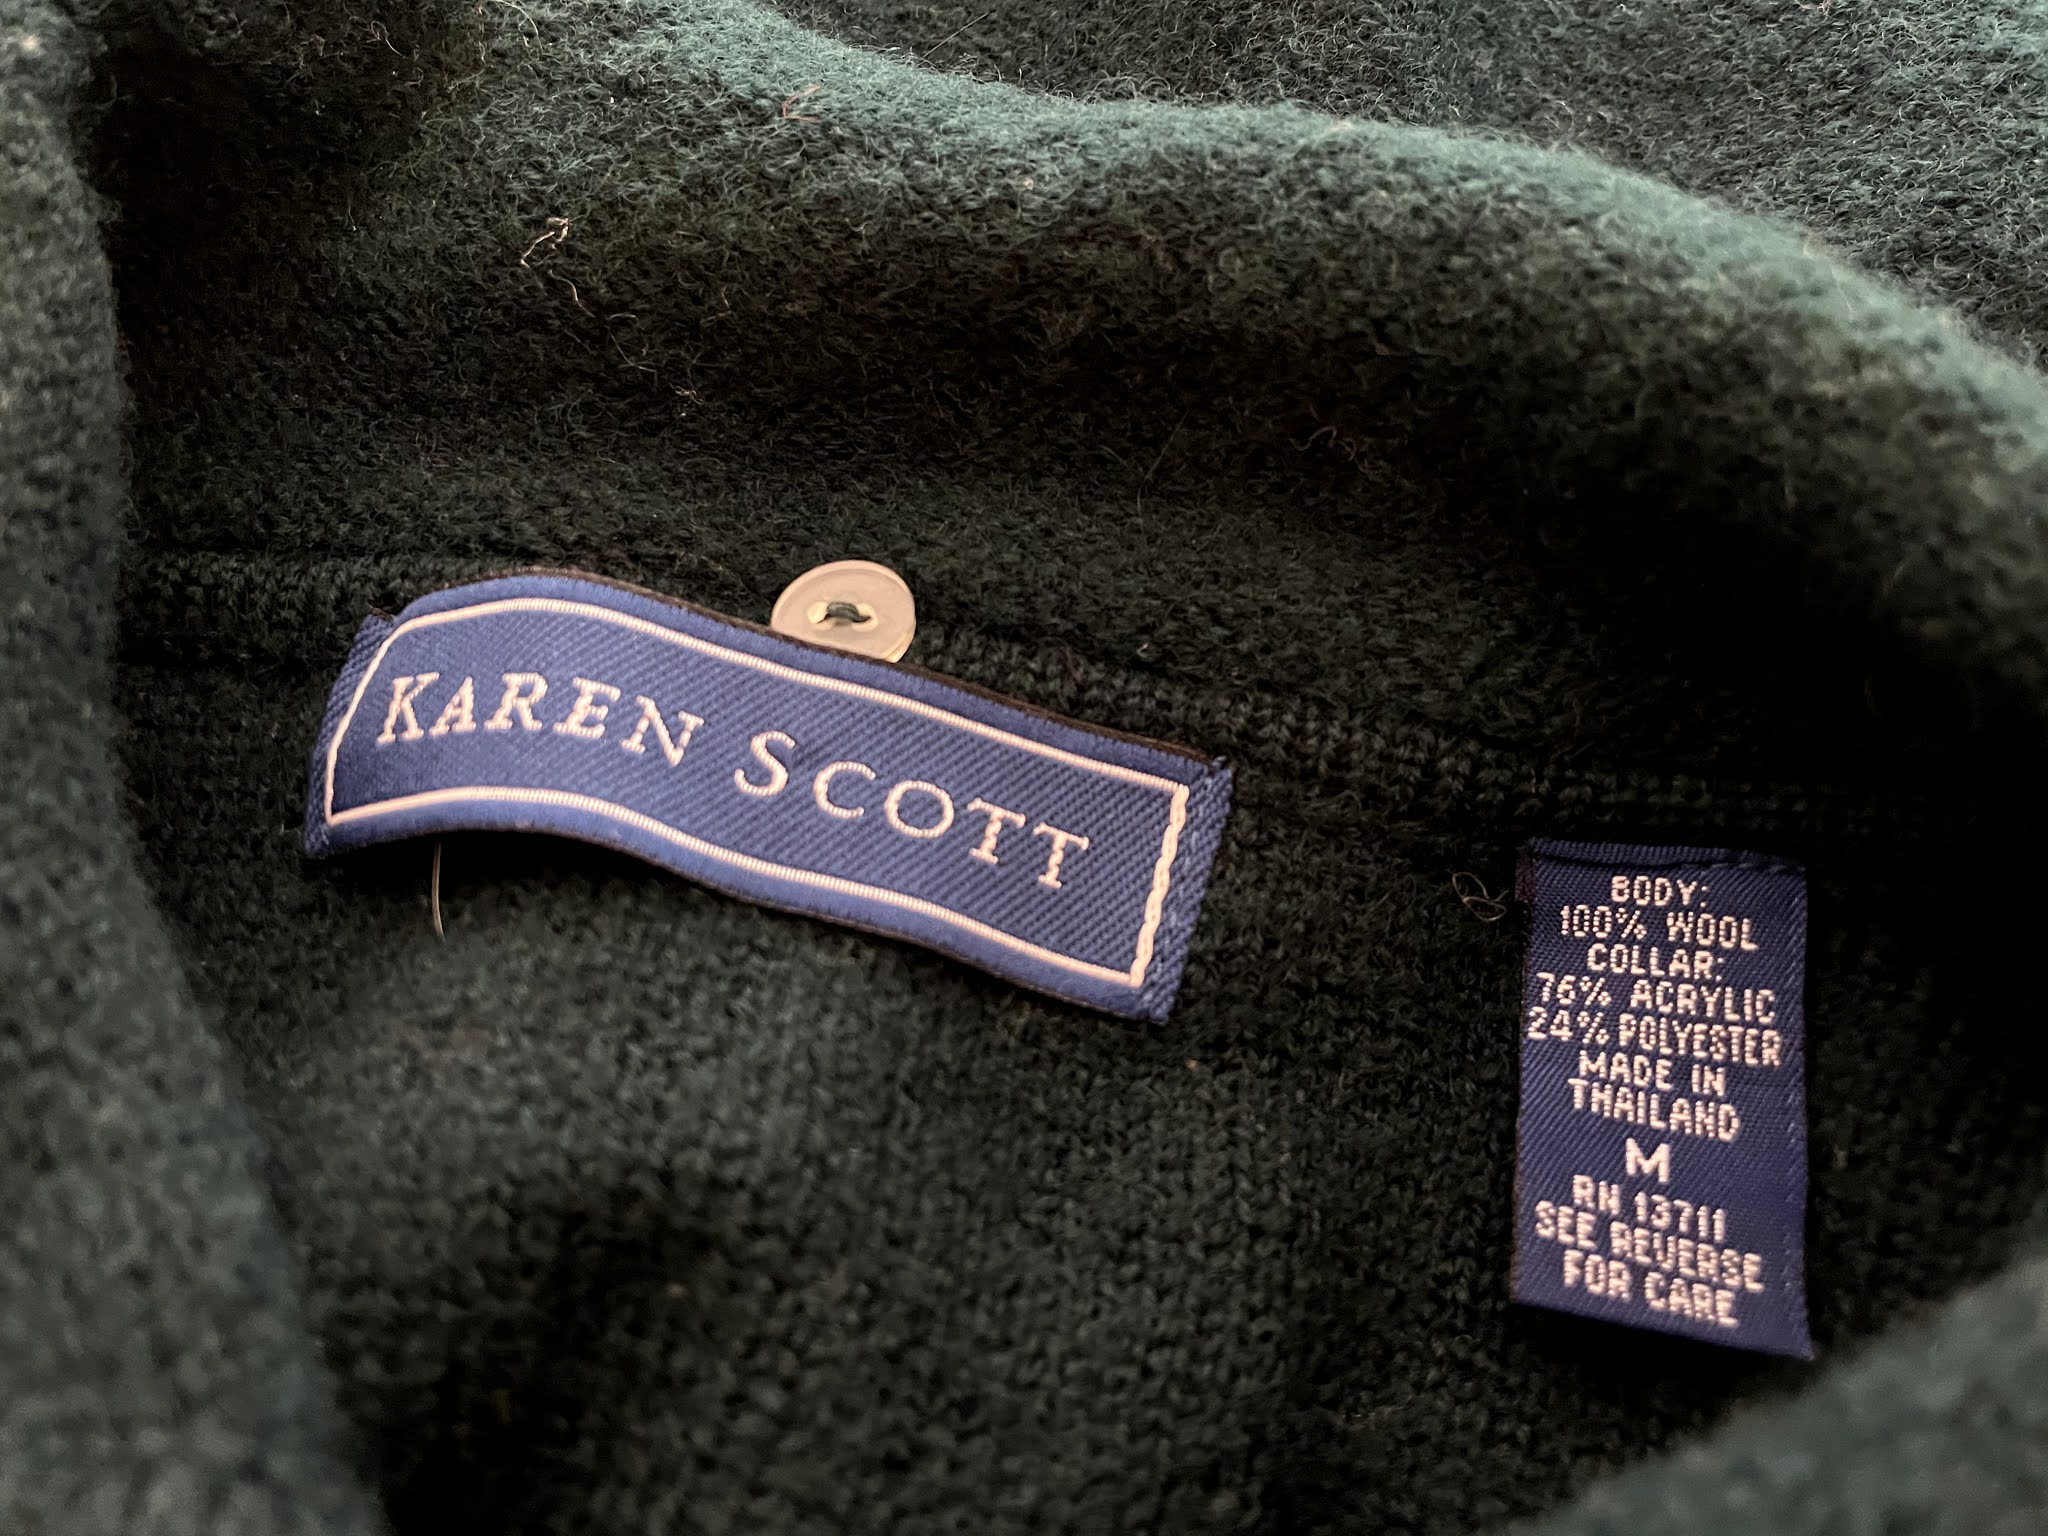 KAREN SCOTT
BODY:
100% WOOL
COLLAR:
76% ACRYLIC
24% POLYESTER
MADE IN
THAILAND
M
RN 13711
SEE REVERSE
FOR CARE